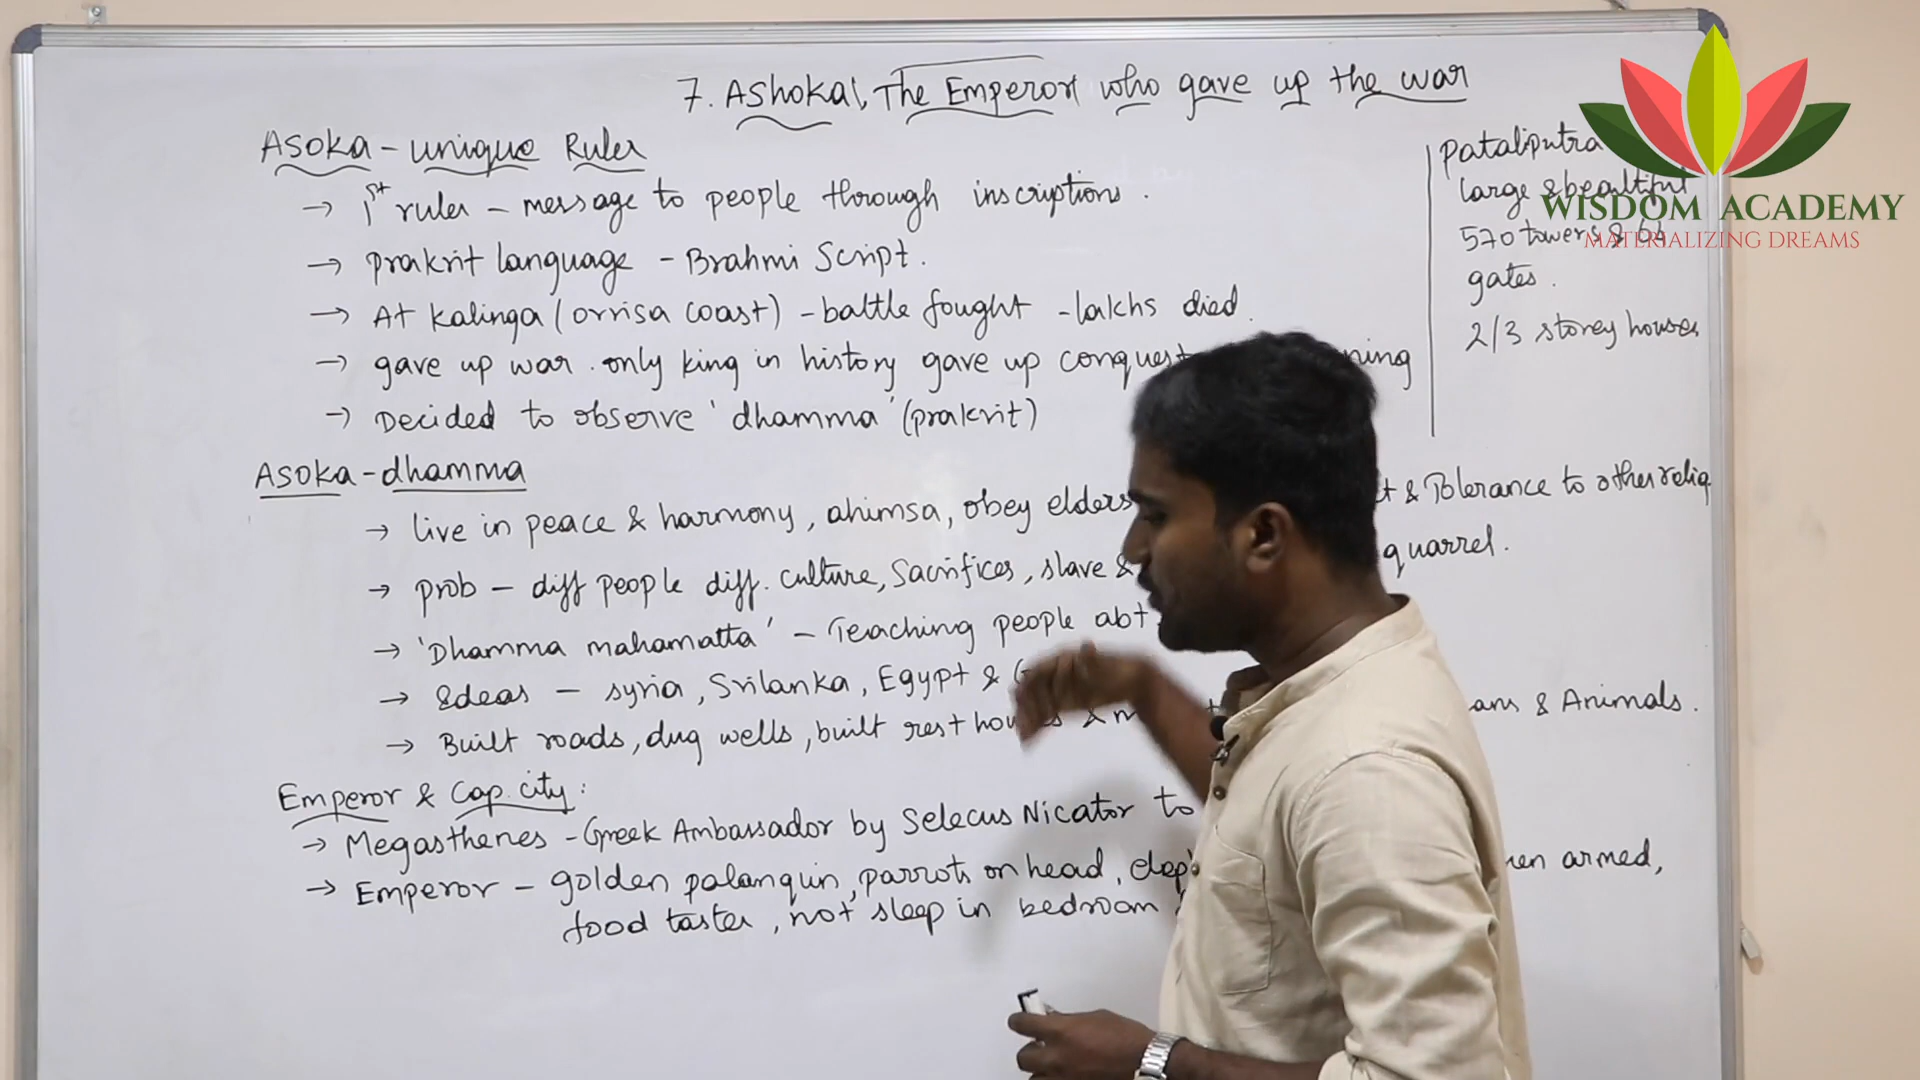 7. Ashoka, The Emperor who gave up the war
Asoka - unique Ruler
→ 1st ruler - message to people through inscriptions.
→ prakrit language - Brahmi Script.
→ At kalinga (orrisa coast) - battle fought - lakhs died.
→ gave up war. only king in history gave up conquest
→ Decided to observe 'dhamma' (prakrit)
Asoka - dhamma
→ live in peace & harmony, ahimsa, obey elders & Tolerance to other relig
→ prob - diff people diff. culture, Sacrifices, slave & quarrel.
→ 'Dhamma mahamatta' - Teaching people abt
→ Ideas - syria, Srilanka, Egypt &
→ Built roads, dug wells, built rest houses & & Animals.
Emperor & Cap. city:
→ Megasthenes - Greek Ambassador by Selecus Nicator to
→ Emperor - golden palanquin, parrots on head, armed,
food taster, not sleep in bedroom
pataliputra
large & beautiful
570 towers & 64
gates.
2/3 storey houses
WISDOM ACADEMY
MATERIALIZING DREAMS